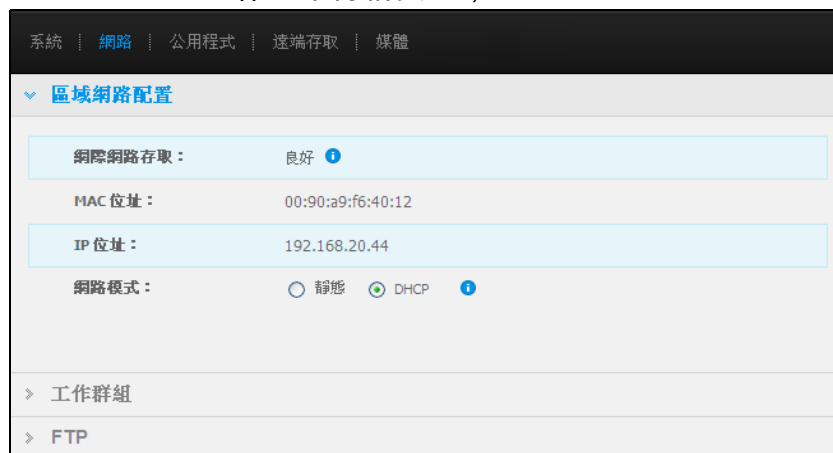 系統 | 網路 | 公用程式 | 遠端存取 | 媒體
區域網路配置
網際網路存取： 良好
MAC 位址： 00:90:a9:f6:40:12
IP 位址： 192.168.20.44
網路模式： 靜態 DHCP
工作群組
FTP